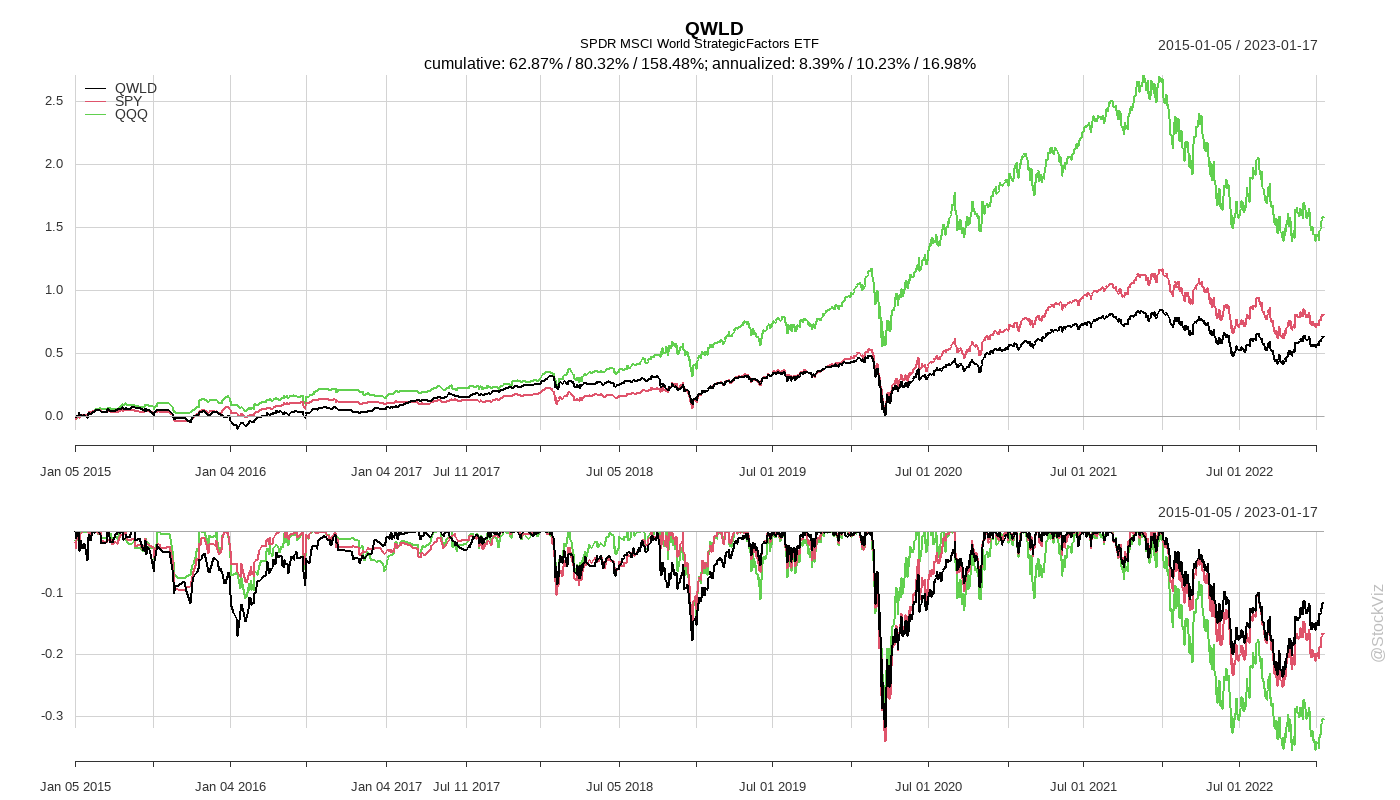 QWLD
SPDR MSCI World StrategicFactors ETF
2015-01-05 / 2023-01-17
cumulative: 62.87% / 80.32% / 158.48%; annualized: 8.39% / 10.23% / 16.98%
QWLD
SPY
QQQ
2.5
2.0
1.5
1.0
0.5
0.0
Jan 05 2015 Jan 04 2016 Jan 04 2017 Jul 11 2017 Jul 05 2018 Jul 01 2019 Jul 01 2020 Jul 01 2021 Jul 01 2022
2015-01-05 / 2023-01-17
-0.1
-0.2
-0.3
Jan 05 2015 Jan 04 2016 Jan 04 2017 Jul 11 2017 Jul 05 2018 Jul 01 2019 Jul 01 2020 Jul 01 2021 Jul 01 2022
@StockViz